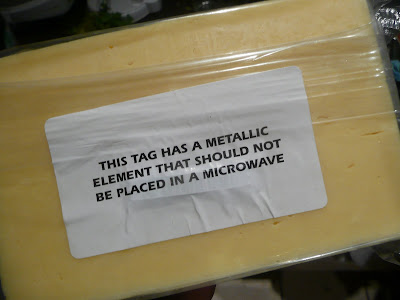 THIS TAG HAS A METALLIC
ELEMENT THAT SHOULD NOT
BE PLACED IN A MICROWAVE